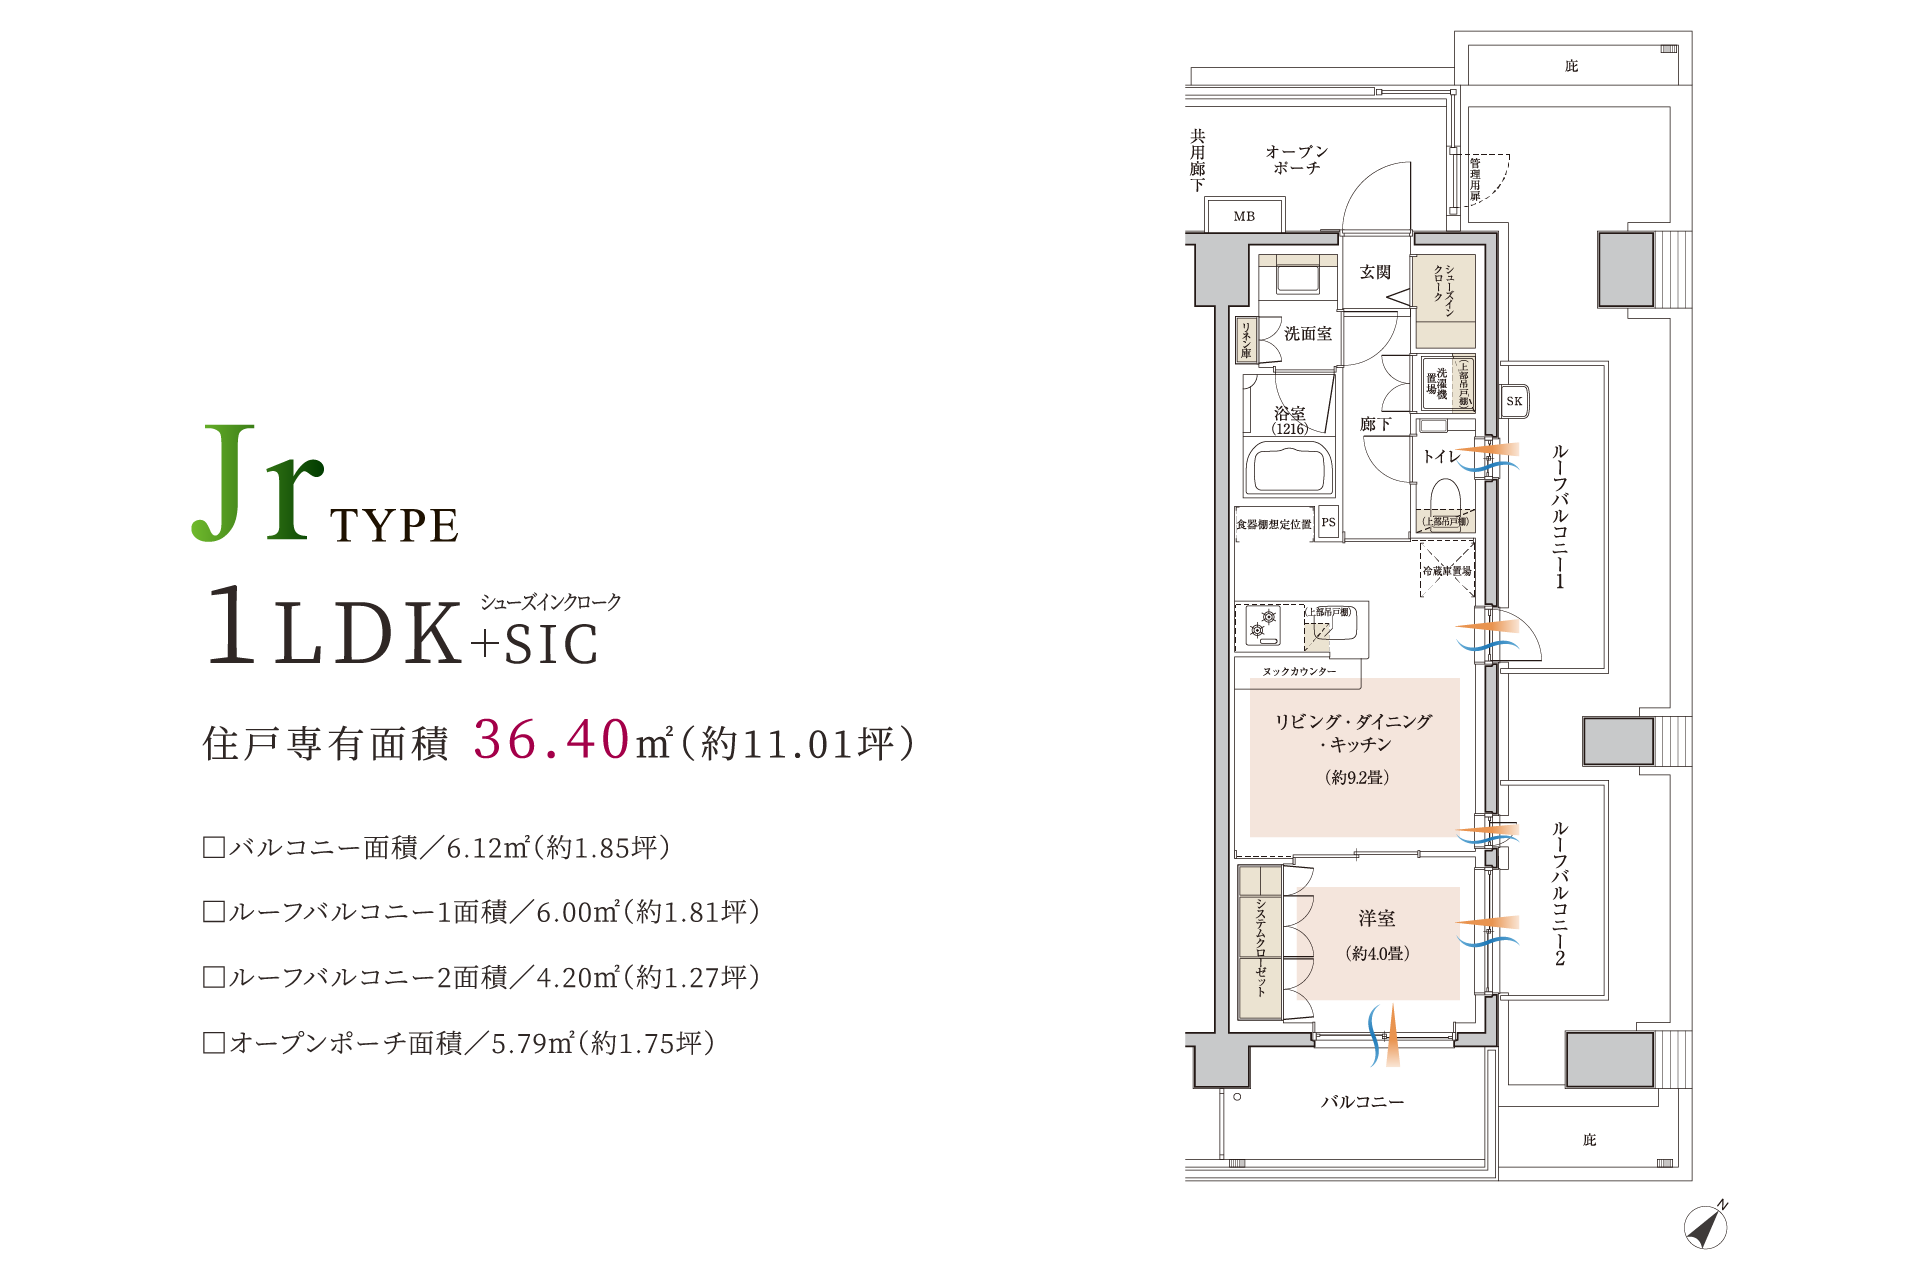 Jr TYPE
シューズインクローク
1LDK+SIC
住戸専有面積 36.40㎡(約11.01坪)
□バルコニー面積／6.12㎡(約1.85坪)
□ルーフバルコニー1面積／6.00㎡(約1.81坪)
□ルーフバルコニー2面積／4.20㎡(約1.27坪)
□オープンポーチ面積／5.79㎡(約1.75坪)
庇
共用廊下
オープン
ポーチ
管理用扉
MB
玄関
シューズイン
クローク
リネン庫
洗面室
洗濯機
置場
(上部吊戸棚)
SK
浴室
(1216)
廊下
トイレ
(上部吊戸棚)
ルーフバルコニー1
食器棚想定位置
PS
冷蔵庫置場
(上部吊戸棚)
ヌックカウンター
リビング・ダイニング
・キッチン
(約9.2畳)
ルーフバルコニー2
システムクローゼット
洋室
(約4.0畳)
バルコニー
庇
N